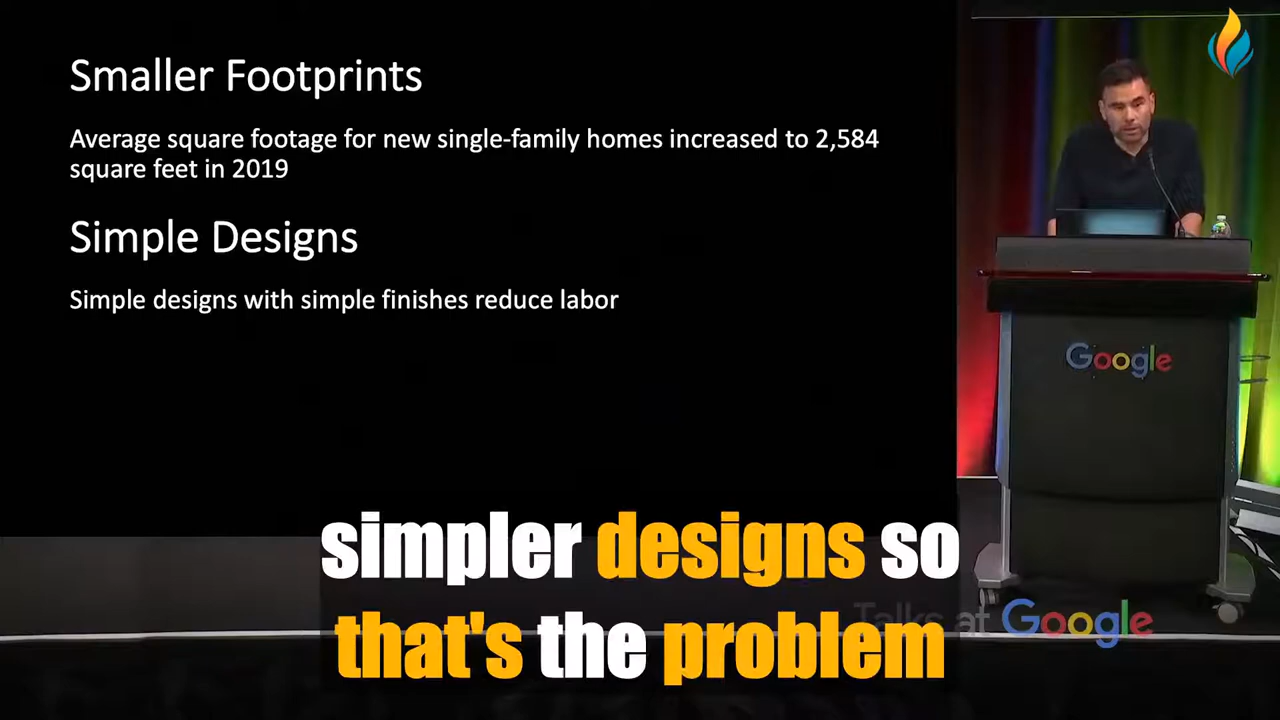 Smaller Footprints
Average square footage for new single-family homes increased to 2,584
square feet in 2019
Simple Designs
Simple designs with simple finishes reduce labor
Google
simpler designs so
that's the problem
Talks at Google